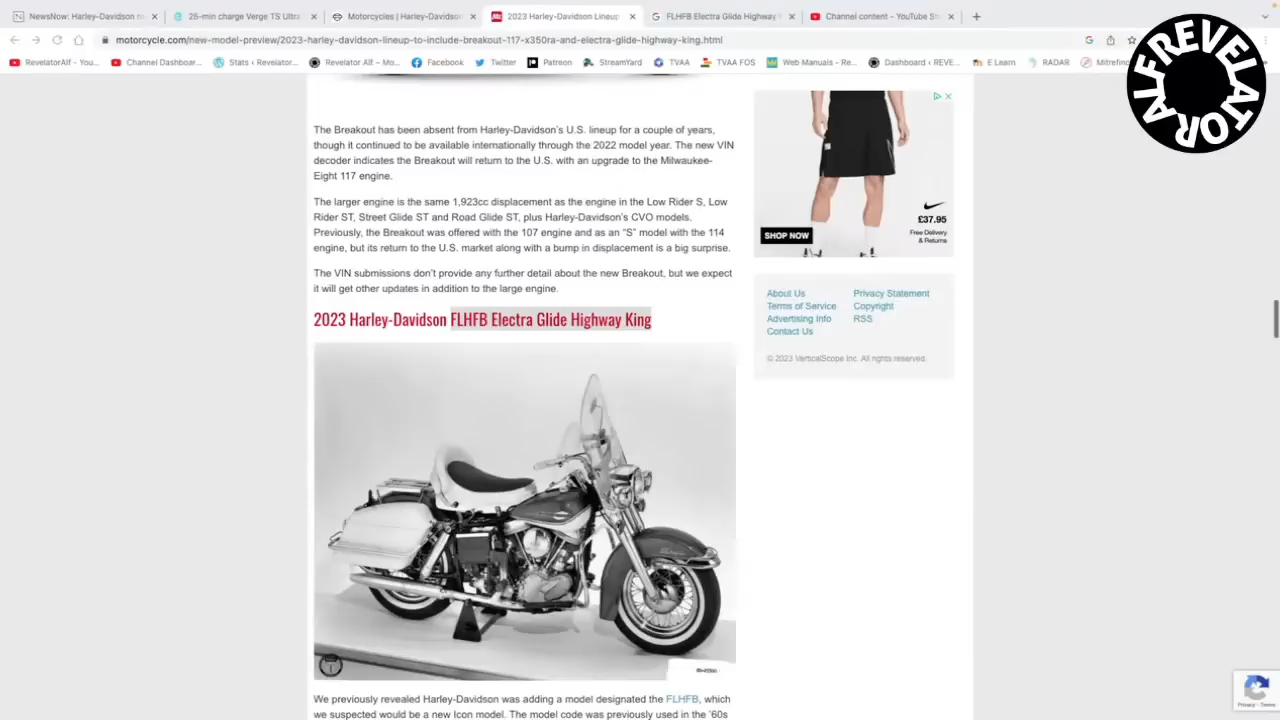 NewsNow: Harley-Davidson n
25-min charge Verge TS Ultra
Motorcycles | Harley-Davidson
2023 Harley-Davidson Lineup
FLHFB Electra Glide Highway
Channel content - YouTube St
motorcycle.com/new-model-preview/2023-harley-davidson-lineup-to-include-breakout-117-x350ra-and-electra-glide-highway-king.html
RevelatorAlf - You...
Channel Dashboar...
Stats ‹ Revelator...
Revelator Alf – Mo...
Facebook
Twitter
Patreon
StreamYard
TVAA
TVAA FOS
Web Manuals - Re...
Dashboard ‹ REVE...
E Learn
RADAR
Mitrefinc
ALFREVELATOR
The Breakout has been absent from Harley-Davidson's U.S. lineup for a couple of years,
though it continued to be available internationally through the 2022 model year. The new VIN
decoder indicates the Breakout will return to the U.S. with an upgrade to the Milwaukee-
Eight 117 engine.
The larger engine is the same 1,923cc displacement as the engine in the Low Rider S, Low
Rider ST, Street Glide ST and Road Glide ST, plus Harley-Davidson's CVO models.
Previously, the Breakout was offered with the 107 engine and as an "S" model with the 114
engine, but its return to the U.S. market along with a bump in displacement is a big surprise.
The VIN submissions don't provide any further detail about the new Breakout, but we expect
it will get other updates in addition to the large engine.
2023 Harley-Davidson FLHFB Electra Glide Highway King
We previously revealed Harley-Davidson was adding a model designated the FLHFB, which
we suspected would be a new Icon model. The model code was previously used in the '60s
£37.95
Free Delivery
& Returns
SHOP NOW
About Us
Privacy Statement
Terms of Service
Copyright
Advertising Info
RSS
Contact Us
© 2023 VerticalScope Inc. All rights reserved.
Privacy - Terms